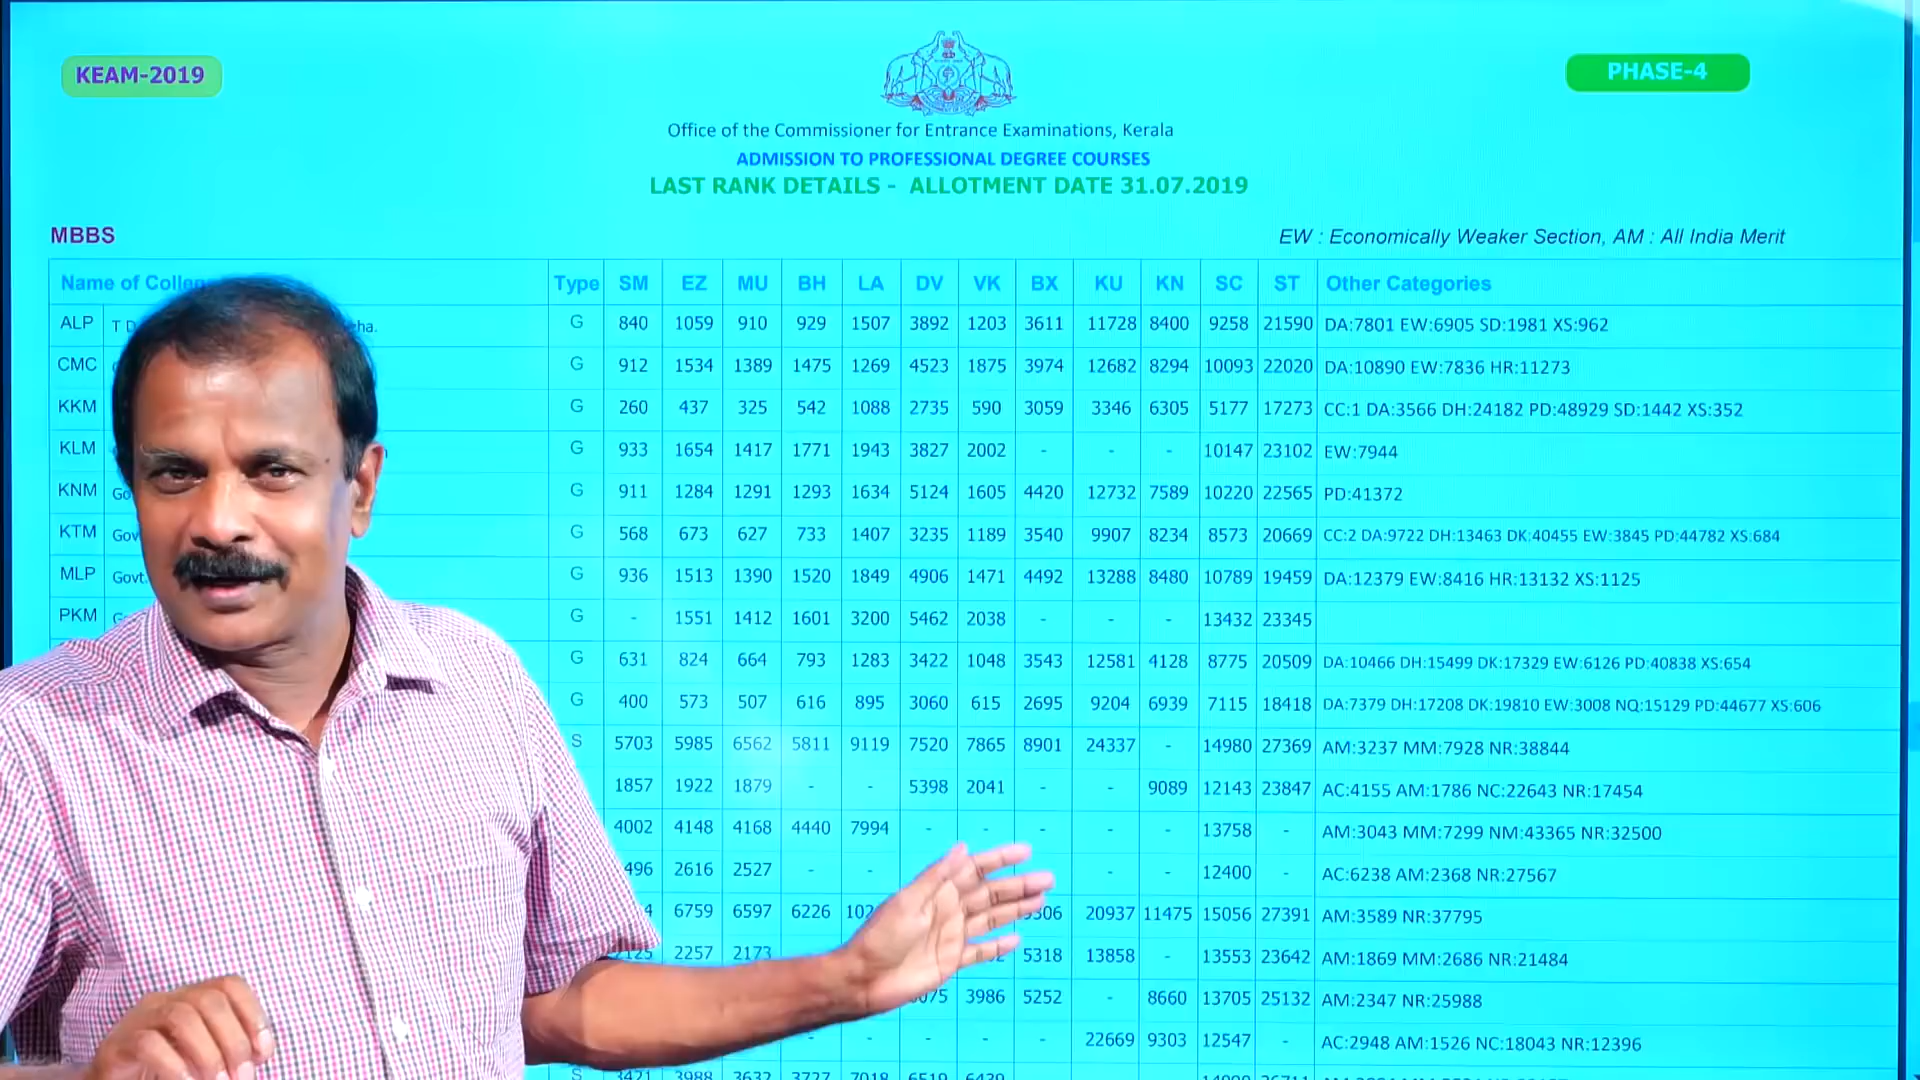 KEAM-2019
PHASE-4
Office of the Commissioner for Entrance Examinations, Kerala
ADMISSION TO PROFESSIONAL DEGREE COURSES
LAST RANK DETAILS - ALLOTMENT DATE 31.07.2019
MBBS
EW : Economically Weaker Section, AM : All India Merit
Name of Type SM EZ MU BH LA DV VK BX KU KN SC ST Other Categories
ALP T D G 840 1059 910 929 1507 3892 1203 3611 11728 8400 9258 21590 DA:7801 EW:6905 SD:1981 XS:962
CMC G 912 1534 1389 1475 1269 4523 1875 3974 12682 8294 10093 22020 DA:10890 EW:7836 HR:11273
KKM G 260 437 325 542 1088 2735 590 3059 3346 6305 5177 17273 CC:1 DA:3566 DH:24182 PD:48929 SD:1442 XS:352
KLM G 933 1654 1417 1771 1943 3827 2002 - - - 10147 23102 EW:7944
KNM G 911 1284 1291 1293 1634 5124 1605 4420 12732 7589 10220 22565 PD:41372
KTM G 568 673 627 733 1407 3235 1189 3540 9907 8234 8573 20669 CC:2 DA:9722 DH:13463 DK:40455 EW:3845 PD:44782 XS:684
MLP Govt. G 936 1513 1390 1520 1849 4906 1471 4492 13288 8480 10789 19459 DA:12379 EW:8416 HR:13132 XS:1125
PKM G - 1551 1412 1601 3200 5462 2038 - - - 13432 23345
G 631 824 664 793 1283 3422 1048 3543 12581 4128 8775 20509 DA:10466 DH:15499 DK:17329 EW:6126 PD:40838 XS:654
G 400 573 507 616 895 3060 615 2695 9204 6939 7115 18418 DA:7379 DH:17208 DK:19810 EW:3008 NQ:15129 PD:44677 XS:606
S 5703 5985 6562 5811 9119 7520 7865 8901 24337 - 14980 27369 AM:3237 MM:7928 NR:38844
1857 1922 1879 - - 5398 2041 - - 9089 12143 23847 AC:4155 AM:1786 NC:22643 NR:17454
4002 4148 4168 4440 7994 - - - - - 13758 - AM:3043 MM:7299 NM:43365 NR:32500
2616 2527 - - - - 12400 - AC:6238 AM:2368 NR:27567
6759 6597 6226 20937 11475 15056 27391 AM:3589 NR:37795
2257 2173 5318 13858 - 13553 23642 AM:1869 MM:2686 NR:21484
3986 5252 - 8660 13705 25132 AM:2347 NR:25988
- - - - - 22669 9303 12547 - AC:2948 AM:1526 NC:18043 NR:12396
S 3421 3988 3632 3727 7018 6519 6439